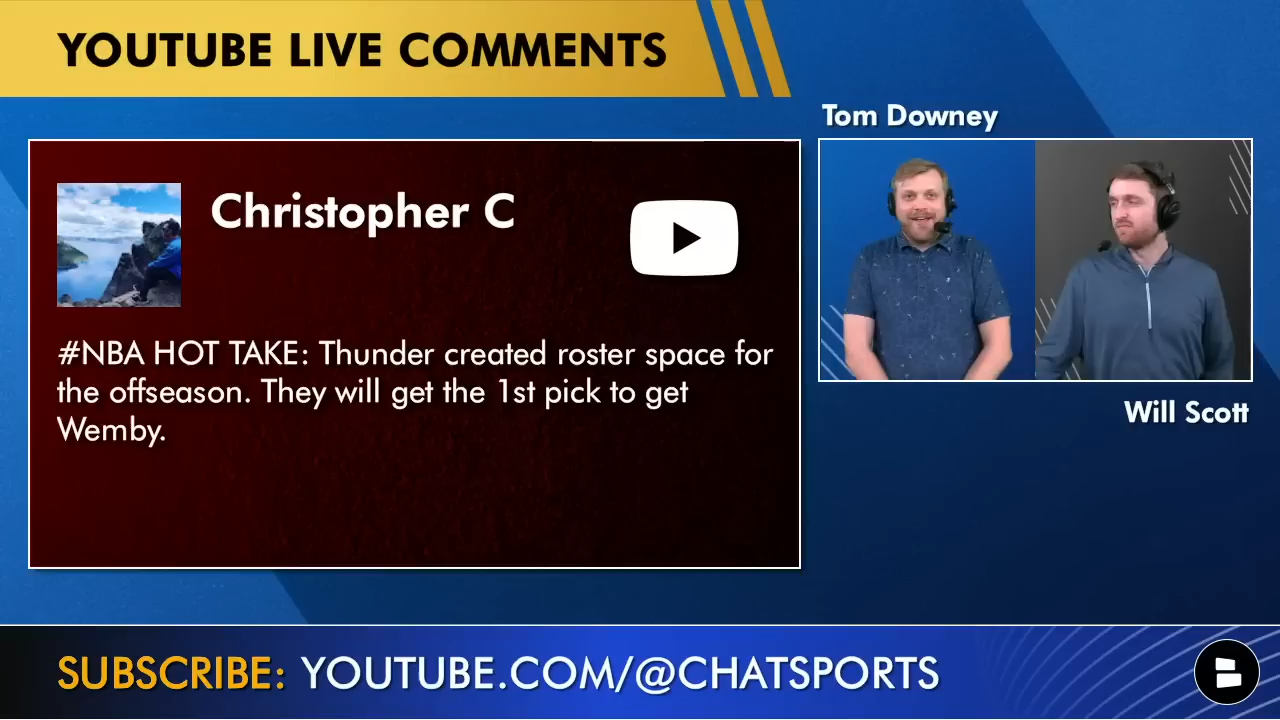 YOUTUBE LIVE COMMENTS
Tom Downey
Christopher C
#NBA HOT TAKE: Thunder created roster space for
the offseason. They will get the 1st pick to get
Wemby.
Will Scott
SUBSCRIBE: YOUTUBE.COM/@CHATSPORTS